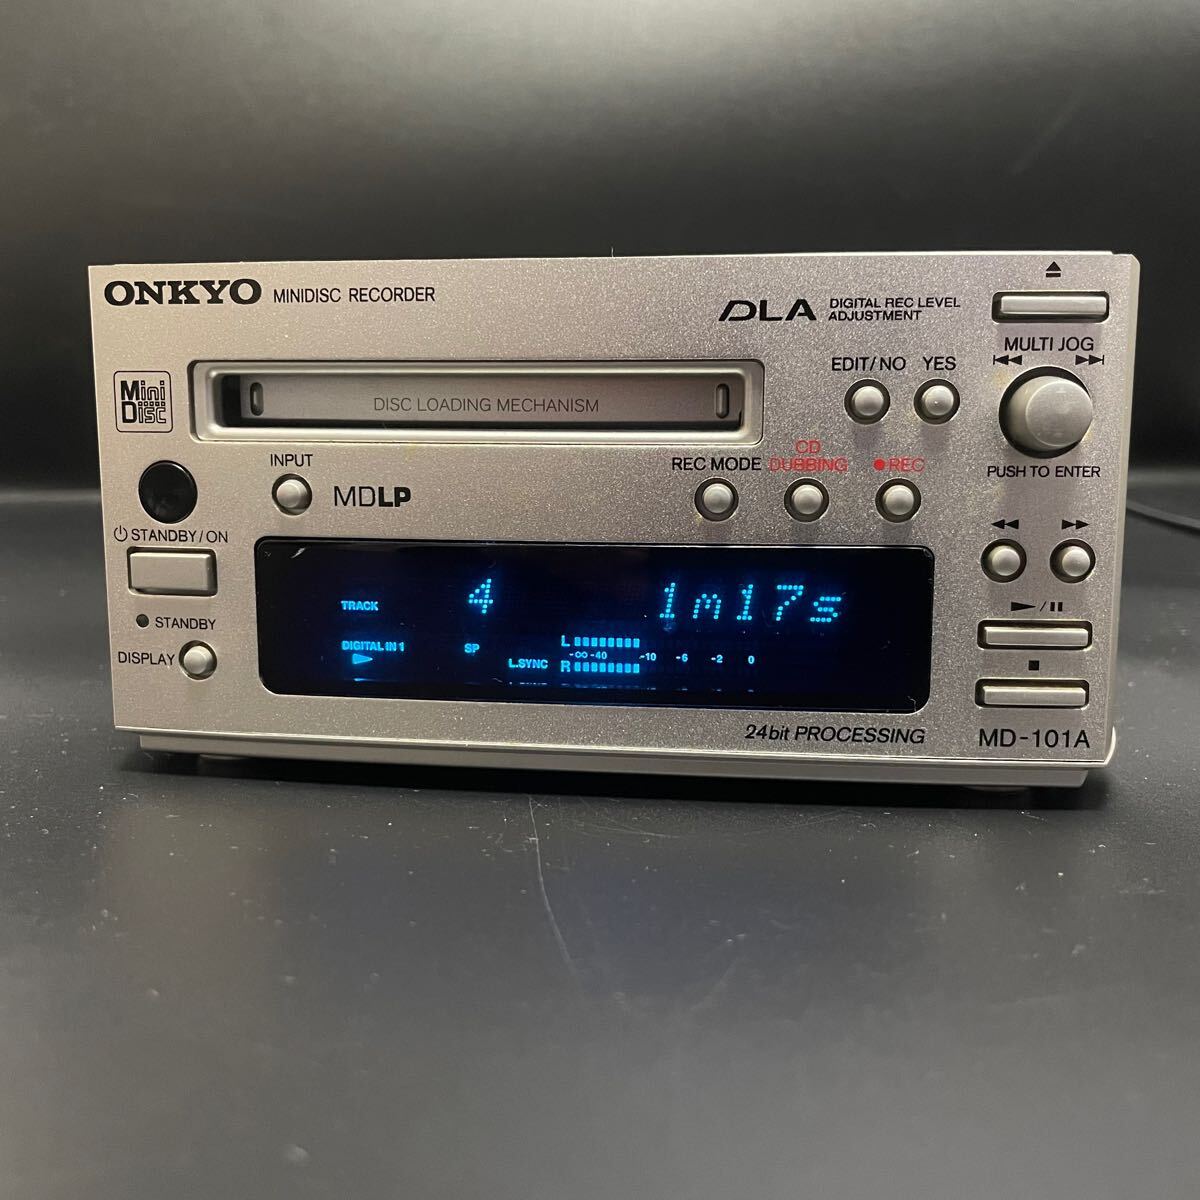 ONKYO MINIDISC RECORDER
DLA DIGITAL REC LEVEL
ADJUSTMENT
MULTI JOG
EDIT/NO YES
Mini
Disc
DISC LOADING MECHANISM
PUSH TO ENTER
INPUT
MDLP
REC MODE
CD
DUBBING
REC
STANDBY/ON
STANDBY
DISPLAY
TRACK 4 1m17s
DIGITAL IN 1 SP
L.SYNC
L
-∞ -40 -10 -6 -2 0
R
24bit PROCESSING
MD-101A